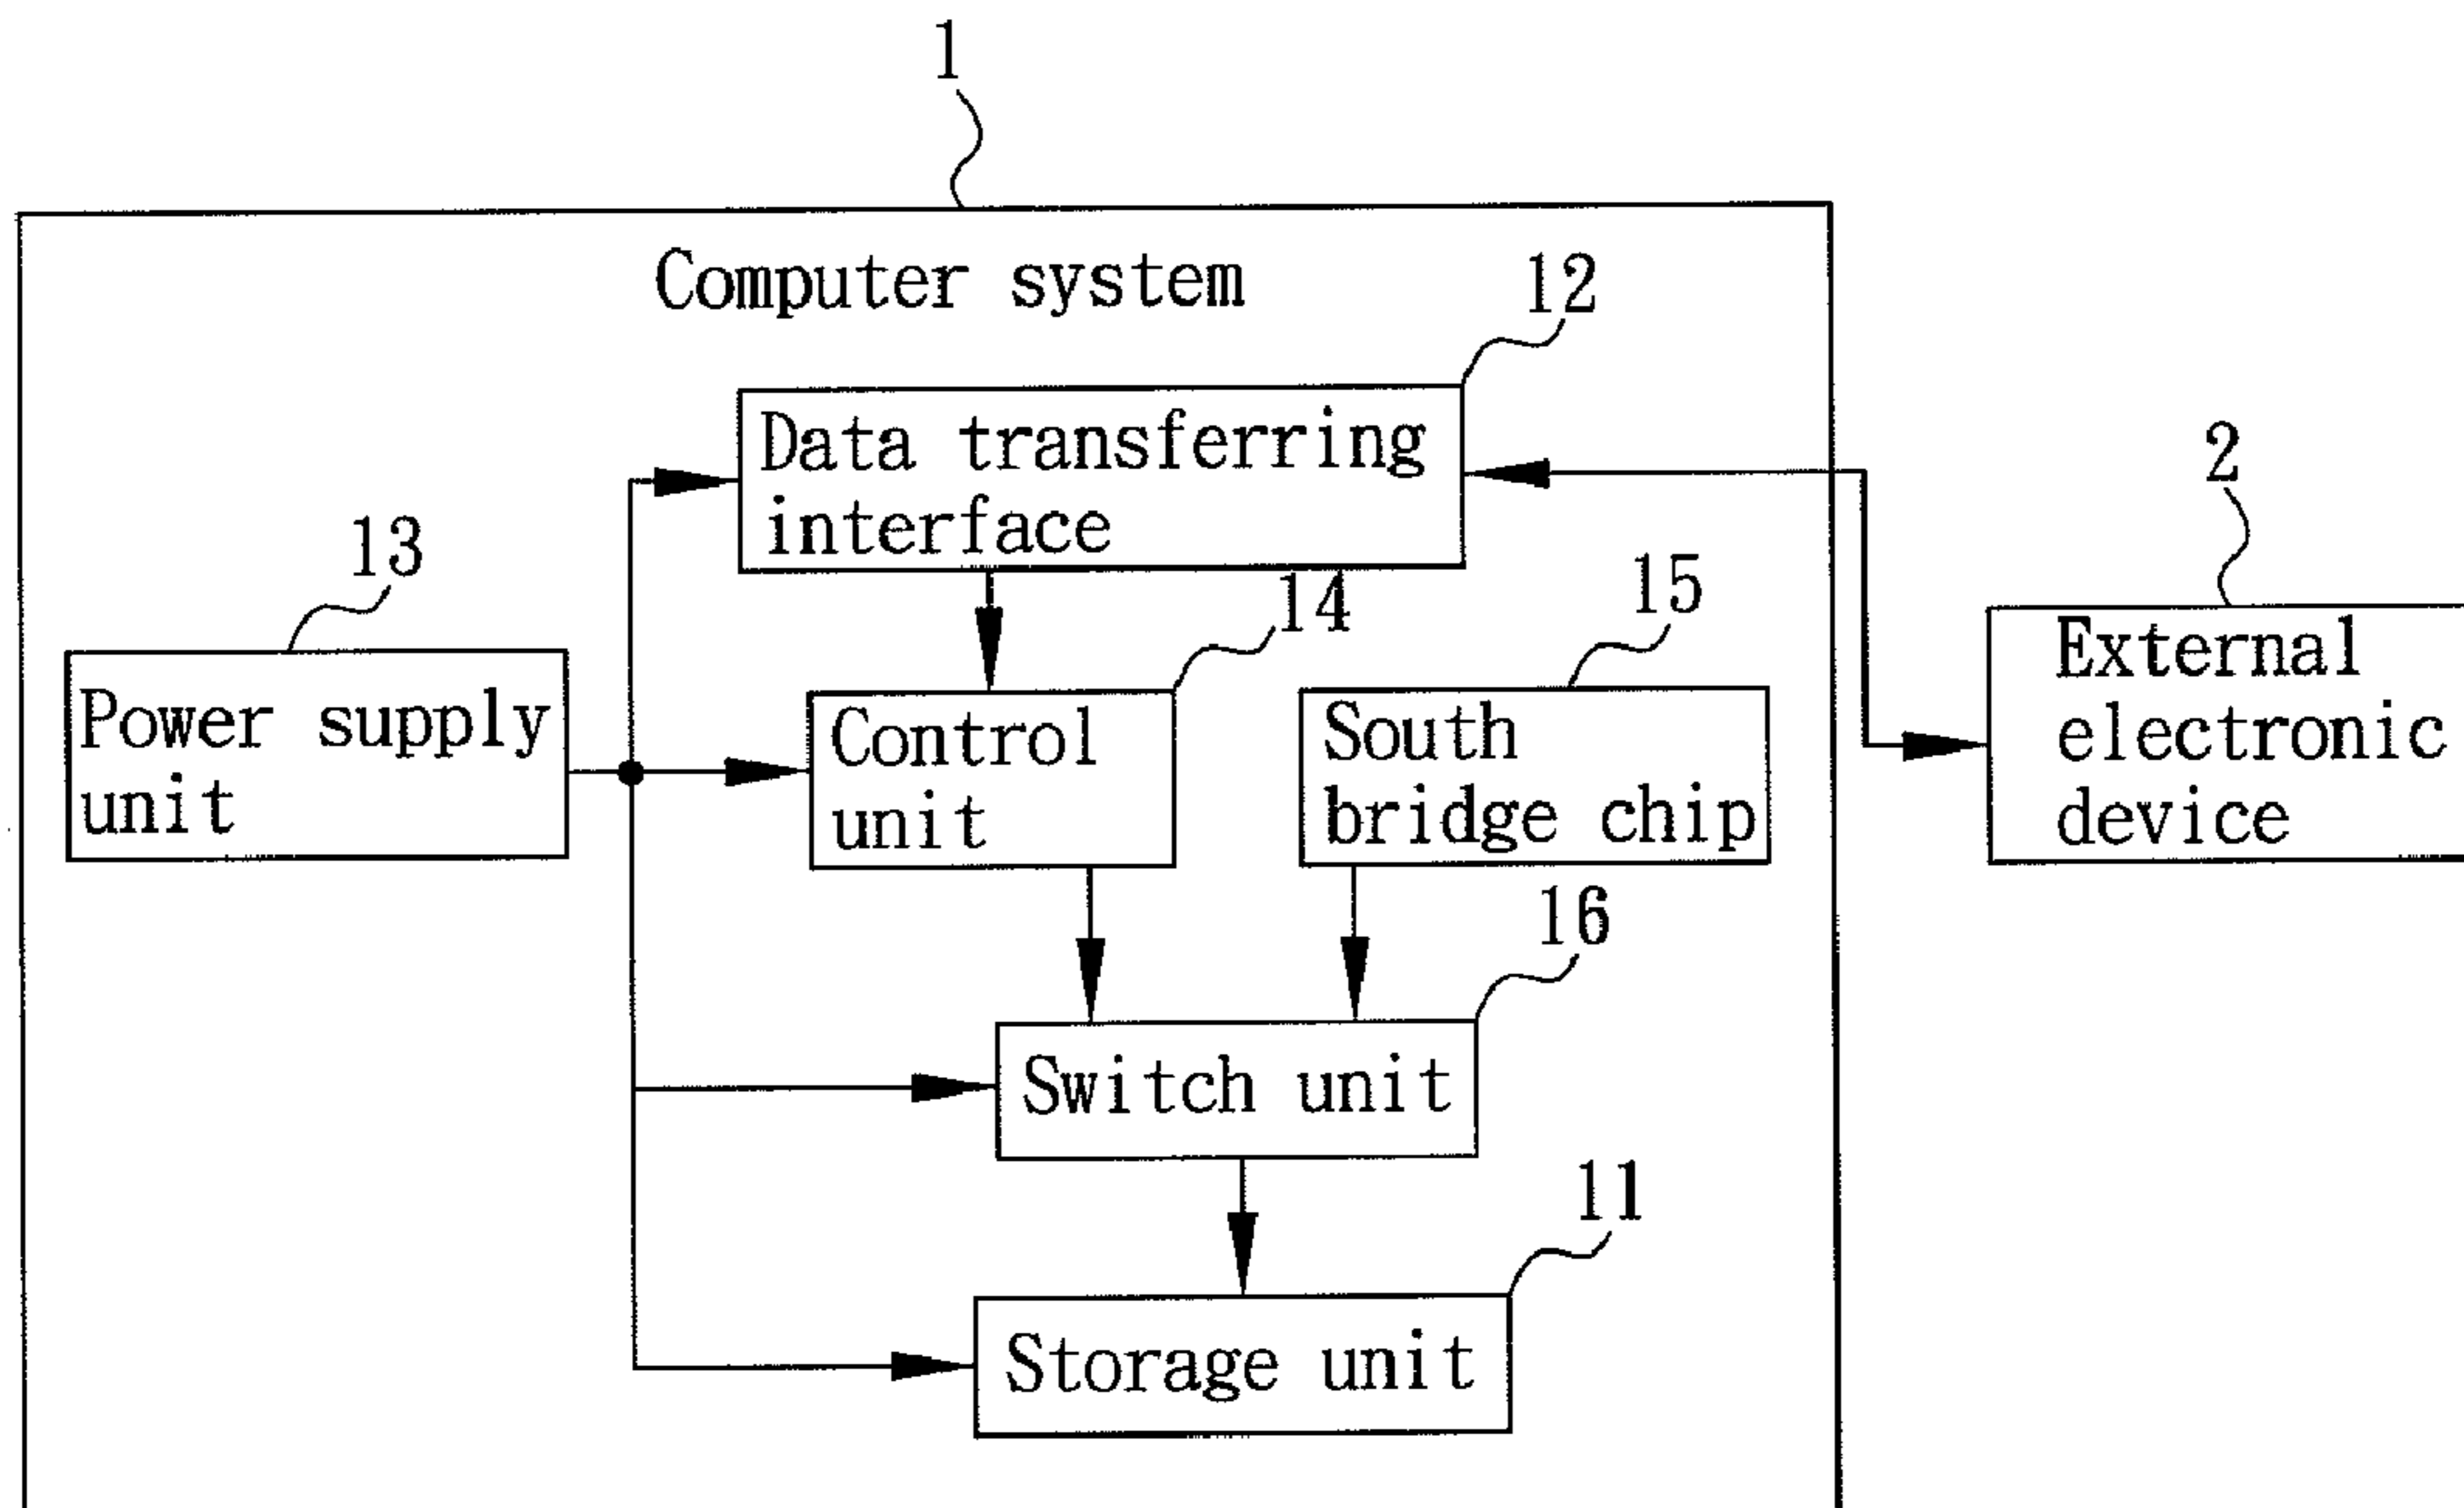 1
Computer system
12
Data transferring
interface
2
13
14
15
External
electronic
device
Power supply
unit
Control
unit
South
bridge chip
16
Switch unit
11
Storage unit